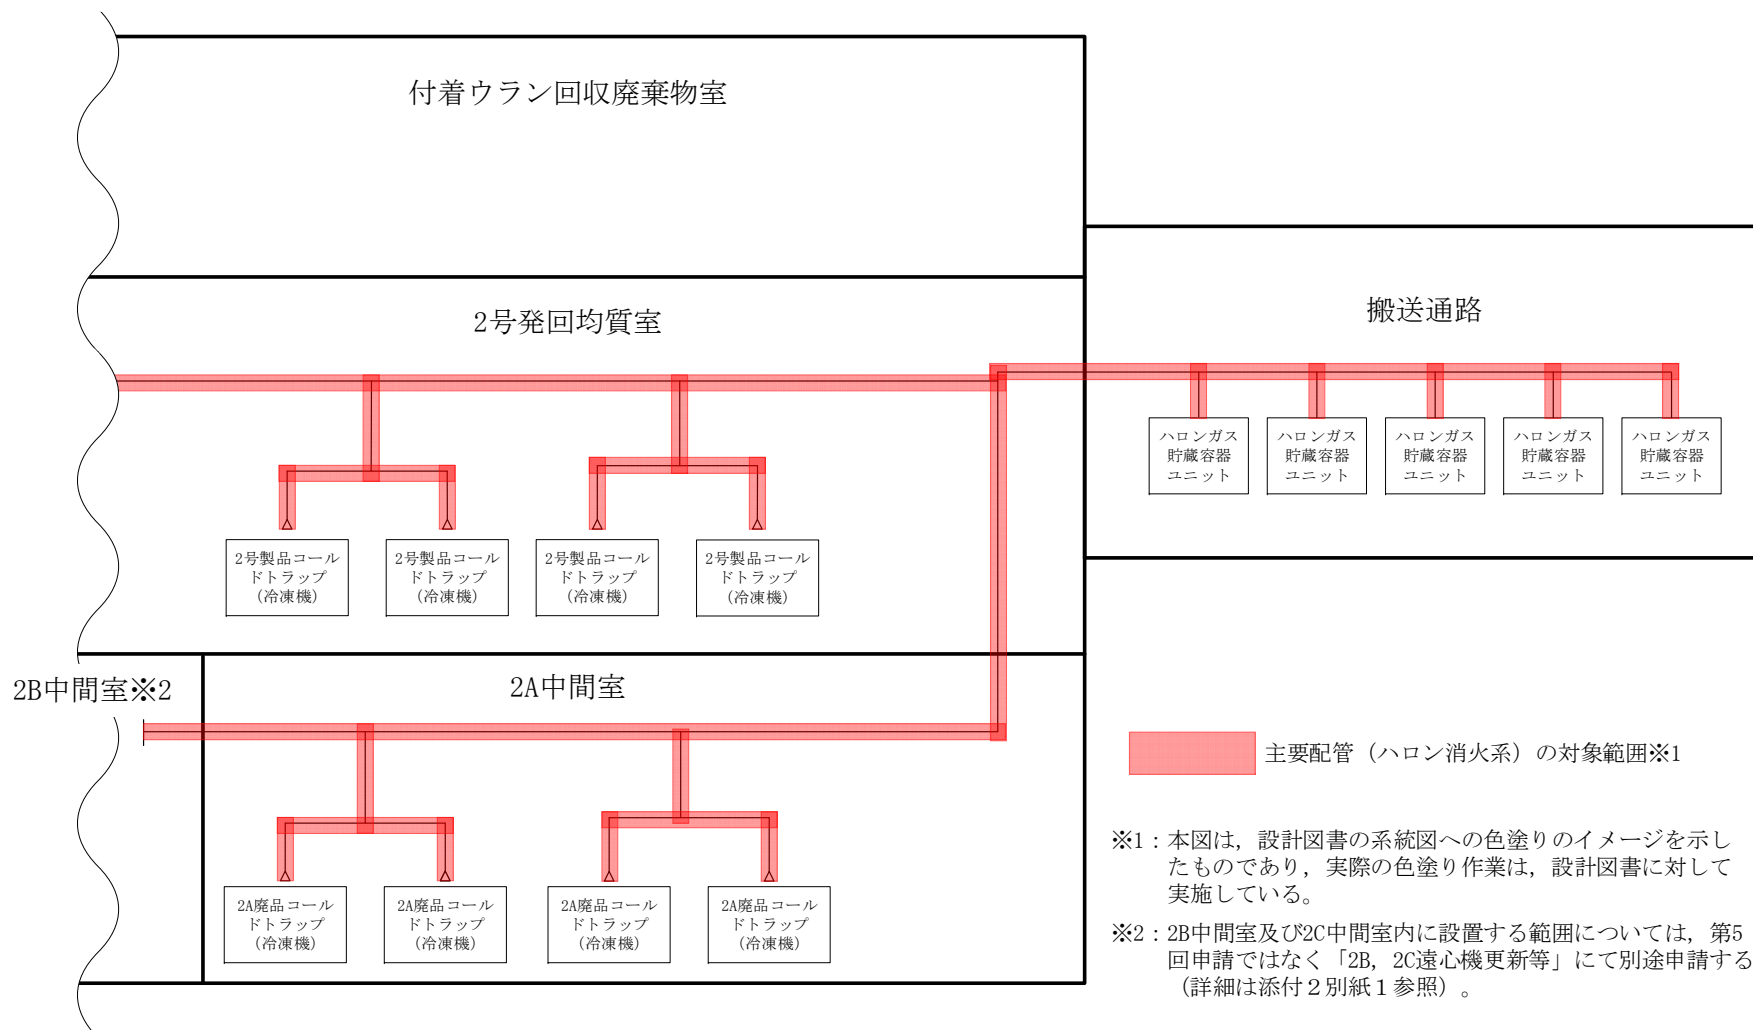 付着ウラン回収廃棄物室
2号発回均質室
搬送通路
ハロンガス
貯蔵容器
ユニット
ハロンガス
貯蔵容器
ユニット
ハロンガス
貯蔵容器
ユニット
ハロンガス
貯蔵容器
ユニット
ハロンガス
貯蔵容器
ユニット
2号製品コール
ドトラップ
(冷凍機)
2号製品コール
ドトラップ
(冷凍機)
2号製品コール
ドトラップ
(冷凍機)
2号製品コール
ドトラップ
(冷凍機)
2B中間室※2
2A中間室
2A廃品コール
ドトラップ
(冷凍機)
2A廃品コール
ドトラップ
(冷凍機)
2A廃品コール
ドトラップ
(冷凍機)
2A廃品コール
ドトラップ
(冷凍機)
主要配管（ハロン消火系）の対象範囲※1
※1：本図は，設計図書の系統図への色塗りのイメージを示し
たものであり，実際の色塗り作業は，設計図書に対して
実施している。
※2：2B中間室及び2C中間室内に設置する範囲については，第5
回申請ではなく「2B，2C遠心機更新等」にて別途申請する
（詳細は添付２別紙１参照）。